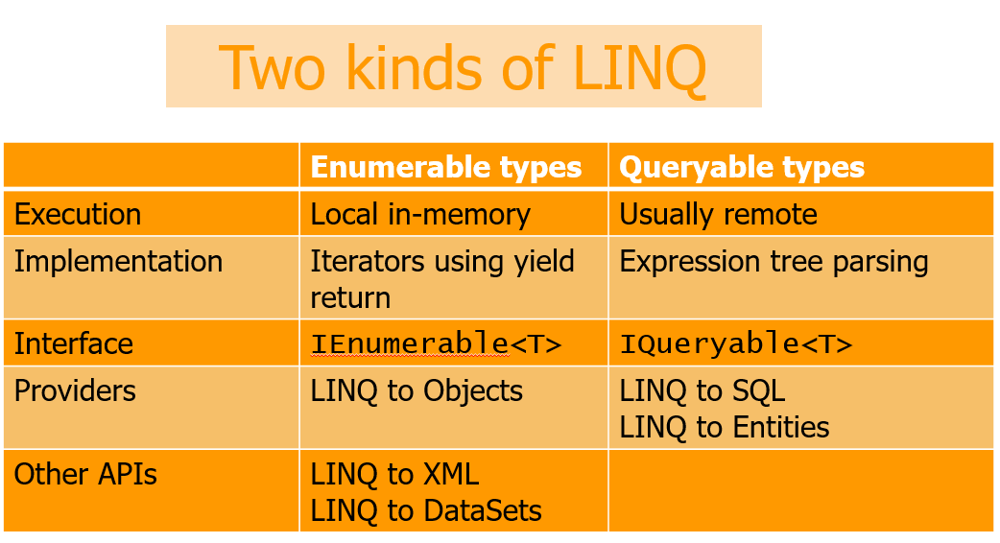 Two kinds of LINQ
Enumerable types Queryable types
Execution Local in-memory Usually remote
Implementation Iterators using yield Expression tree parsing
return
Interface IEnumerable<T> IQueryable<T>
Providers LINQ to Objects LINQ to SQL
LINQ to Entities
Other APIs LINQ to XML
LINQ to DataSets